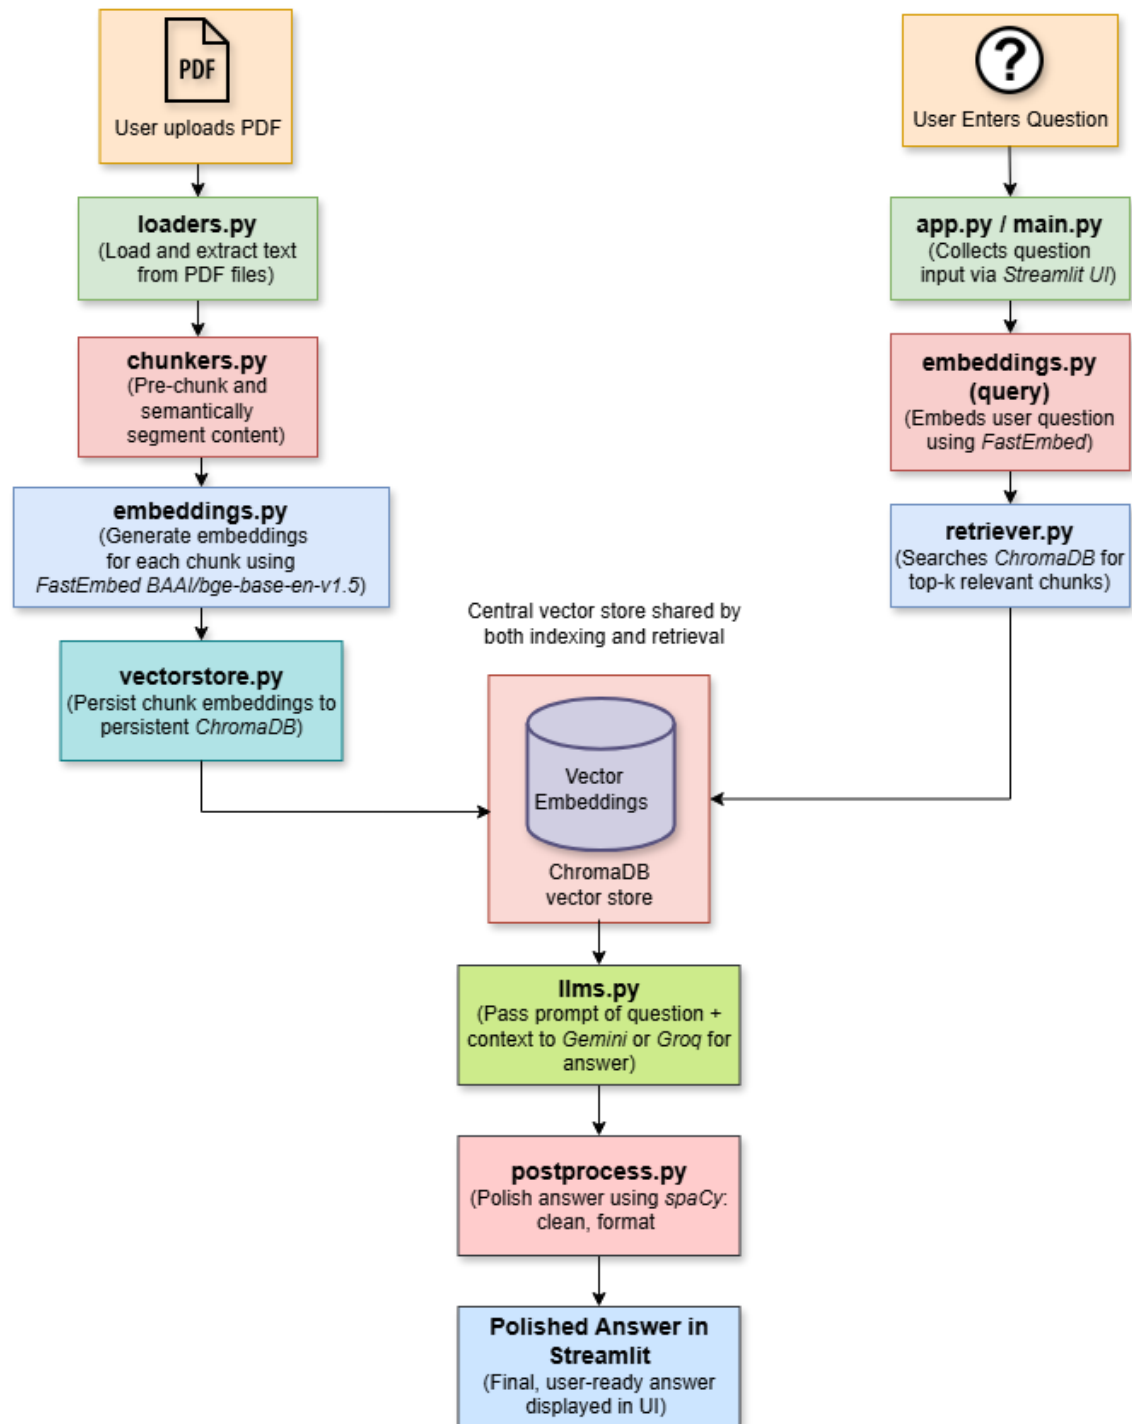 PDF
User uploads PDF
loaders.py
(Load and extract text
from PDF files)
chunkers.py
(Pre-chunk and
semantically
segment content)
embeddings.py
(Generate embeddings
for each chunk using
FastEmbed BAAI/bge-base-en-v1.5)
vectorstore.py
(Persist chunk embeddings to
persistent ChromaDB)
?
User Enters Question
app.py / main.py
(Collects question
input via Streamlit UI)
embeddings.py
(query)
(Embeds user question
using FastEmbed)
retriever.py
(Searches ChromaDB for
top-k relevant chunks)
Central vector store shared by
both indexing and retrieval
Vector
Embeddings
ChromaDB
vector store
llms.py
(Pass prompt of question +
context to Gemini or Groq for
answer)
postprocess.py
(Polish answer using spaCy:
clean, format
Polished Answer in
Streamlit
(Final, user-ready answer
displayed in UI)